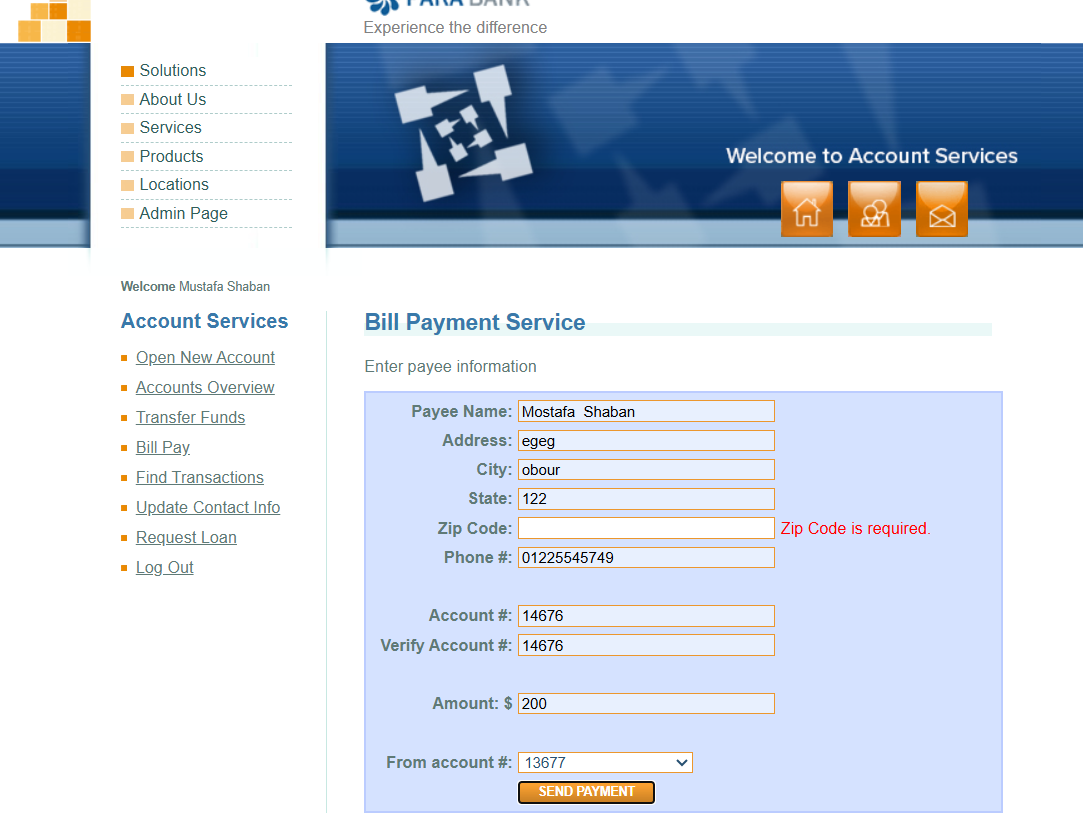 PARA BANK
Experience the difference
Solutions
About Us
Services
Products
Locations
Admin Page
Welcome to Account Services
Welcome Mustafa Shaban
Account Services
Open New Account
Accounts Overview
Transfer Funds
Bill Pay
Find Transactions
Update Contact Info
Request Loan
Log Out
Bill Payment Service
Enter payee information
Payee Name: Mostafa  Shaban
Address: egeg
City: obour
State: 122
Zip Code: Zip Code is required.
Phone #: 01225545749
Account #: 14676
Verify Account #: 14676
Amount: $ 200
From account #: 13677
SEND PAYMENT